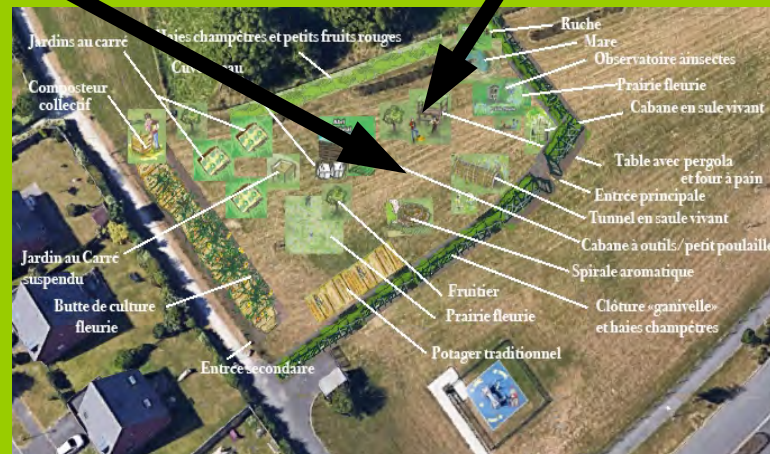 Jardins au carré
Haies champêtres et petits fruits rouges
Ruche
Mare
Observatoire àinsectes
Prairie fleurie
Cabane en sule vivant
Composteur
collectif
Table avec pergola
et four à pain
Entrée principale
Tunnel en saule vivant
Cabane à outils/petit poulaille
Spirale aromatique
Clôture «ganivelle»
et haies champêtres
Jardin au Carré
suspendu
Butte de culture
fleurie
Fruitier
Prairie fleurie
Potager traditionnel
Entrée secondaire